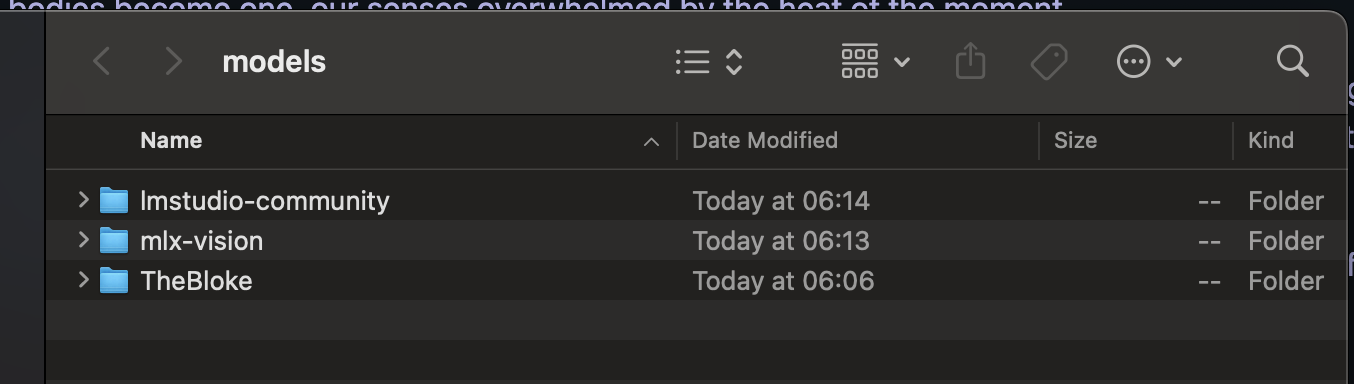 bodies become one, our senses overwhelmed by the heat of the moment
models
Name Date Modified Size Kind
lmstudio-community Today at 06:14 -- Folder
mlx-vision Today at 06:13 -- Folder
TheBloke Today at 06:06 -- Folder